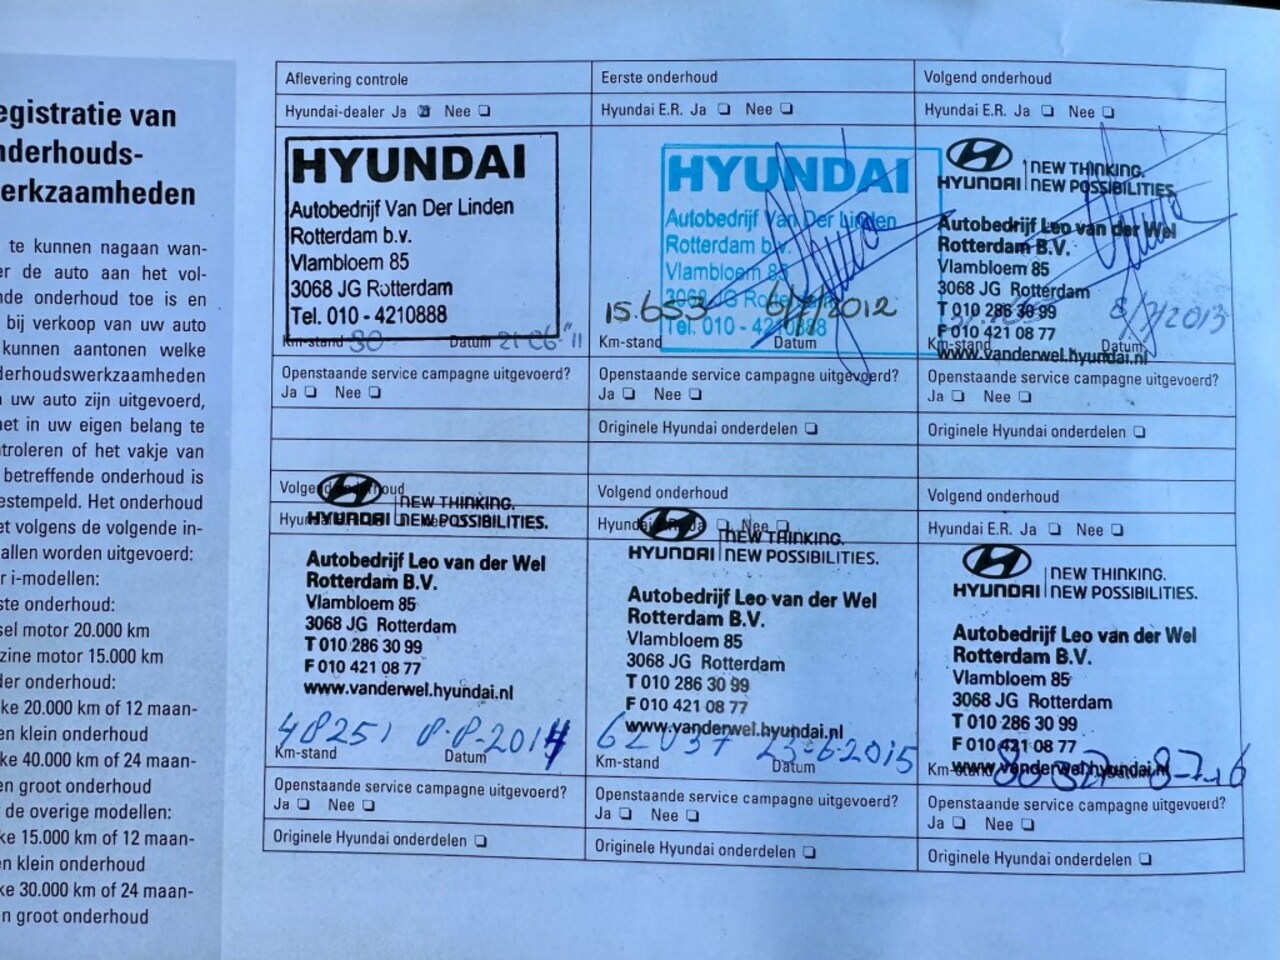 egistratie van
nderhouds-
erkzaamheden
te kunnen nagaan wan-
er de auto aan het vol-
nde onderhoud toe is en
bij verkoop van uw auto
kunnen aantonen welke
derhoudswerkzaamheden
uw auto zijn uitgevoerd,
net in uw eigen belang te
troleren of het vakje van
betreffende onderhoud is
estempeld. Het onderhoud
et volgens de volgende in-
allen worden uitgevoerd:
r i-modellen:
ste onderhoud:
sel motor 20.000 km
zine motor 15.000 km
der onderhoud:
ke 20.000 km of 12 maan-
en klein onderhoud
ke 40.000 km of 24 maan-
en groot onderhoud
de overige modellen:
ke 15.000 km of 12 maan-
en klein onderhoud
ke 30.000 km of 24 maan-
n groot onderhoud
Aflevering controle
Hyundai-dealer Ja Nee
HYUNDAI
Autobedrijf Van Der Linden
Rotterdam b.v.
Vlambloem 85
3068 JG Rotterdam
Tel. 010 - 4210888
Km-stand 30 Datum 21-06-'11
Openstaande service campagne uitgevoerd?
Ja Nee
Eerste onderhoud
Hyundai E.R. Ja Nee
HYUNDAI
Autobedrijf Van Der Linden
Rotterdam b.v.
Vlambloem 85
3068 JG Rotterdam
15.653 6/7/2012
Tel. 010 - 4210888
Km-stand Datum
Openstaande service campagne uitgevoerd?
Ja Nee
Originele Hyundai onderdelen
Volgend onderhoud
Hyundai E.R. Ja Nee
HYUNDAI NEW THINKING.
NEW POSSIBILITIES.
Autobedrijf Leo van der Wel
Rotterdam B.V.
Vlambloem 85
3068 JG Rotterdam
T 010 286 30 99
F 010 421 08 77
8/7/2013
Km-stand Datum
www.vanderwel.hyundai.nl
Openstaande service campagne uitgevoerd?
Ja Nee
Originele Hyundai onderdelen
Volgend onderhoud
HYUNDAI NEW THINKING.
NEW POSSIBILITIES.
Autobedrijf Leo van der Wel
Rotterdam B.V.
Vlambloem 85
3068 JG Rotterdam
T 010 286 30 99
F 010 421 08 77
www.vanderwel.hyundai.nl
48251 8-8-2014
Km-stand Datum
Openstaande service campagne uitgevoerd?
Ja Nee
Originele Hyundai onderdelen
Volgend onderhoud
Hyundai E.R. Ja Nee
HYUNDAI NEW THINKING.
NEW POSSIBILITIES.
Autobedrijf Leo van der Wel
Rotterdam B.V.
Vlambloem 85
3068 JG Rotterdam
T 010 286 30 99
F 010 421 08 77
www.vanderwel.hyundai.nl
62037 23-6-2015
Km-stand Datum
Openstaande service campagne uitgevoerd?
Ja Nee
Originele Hyundai onderdelen
Volgend onderhoud
Hyundai E.R. Ja Nee
HYUNDAI NEW THINKING.
NEW POSSIBILITIES.
Autobedrijf Leo van der Wel
Rotterdam B.V.
Vlambloem 85
3068 JG Rotterdam
T 010 286 30 99
F 010 421 08 77
www.vanderwel.hyundai.nl
Km-stand 8-7-16
Openstaande service campagne uitgevoerd?
Ja Nee
Originele Hyundai onderdelen